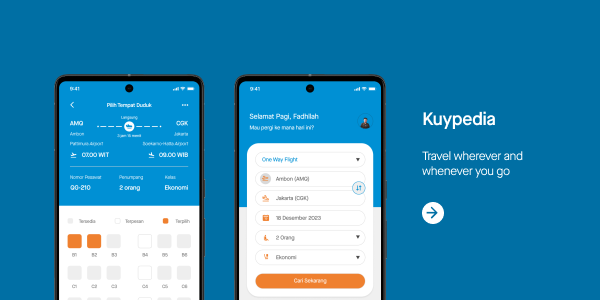 9:41
Pilih Tempat Duduk
AMQ
Langsung
CGK
Ambon
Jakarta
Pattimura Airport
Soekarno Hatta Airport
07.00 WIT
09.00 WIB
Nomor Pesawat
Penumpang
Kelas
QG-210
2 orang
Ekonomi
Tersedia
Terpesan
Terpilih
B1
B2
B3
B4
B5
B6
C1
C2
C3
C4
C5
C6
9:41
Selamat Pagi, Fadhilah
Mau pergi ke mana hari ini?
One Way Flight
Ambon (AMQ)
Jakarta (CGK)
18 Desember 2023
2 Orang
Ekonomi
Cari Sekarang
Kuypedia
Travel wherever and
whenever you go